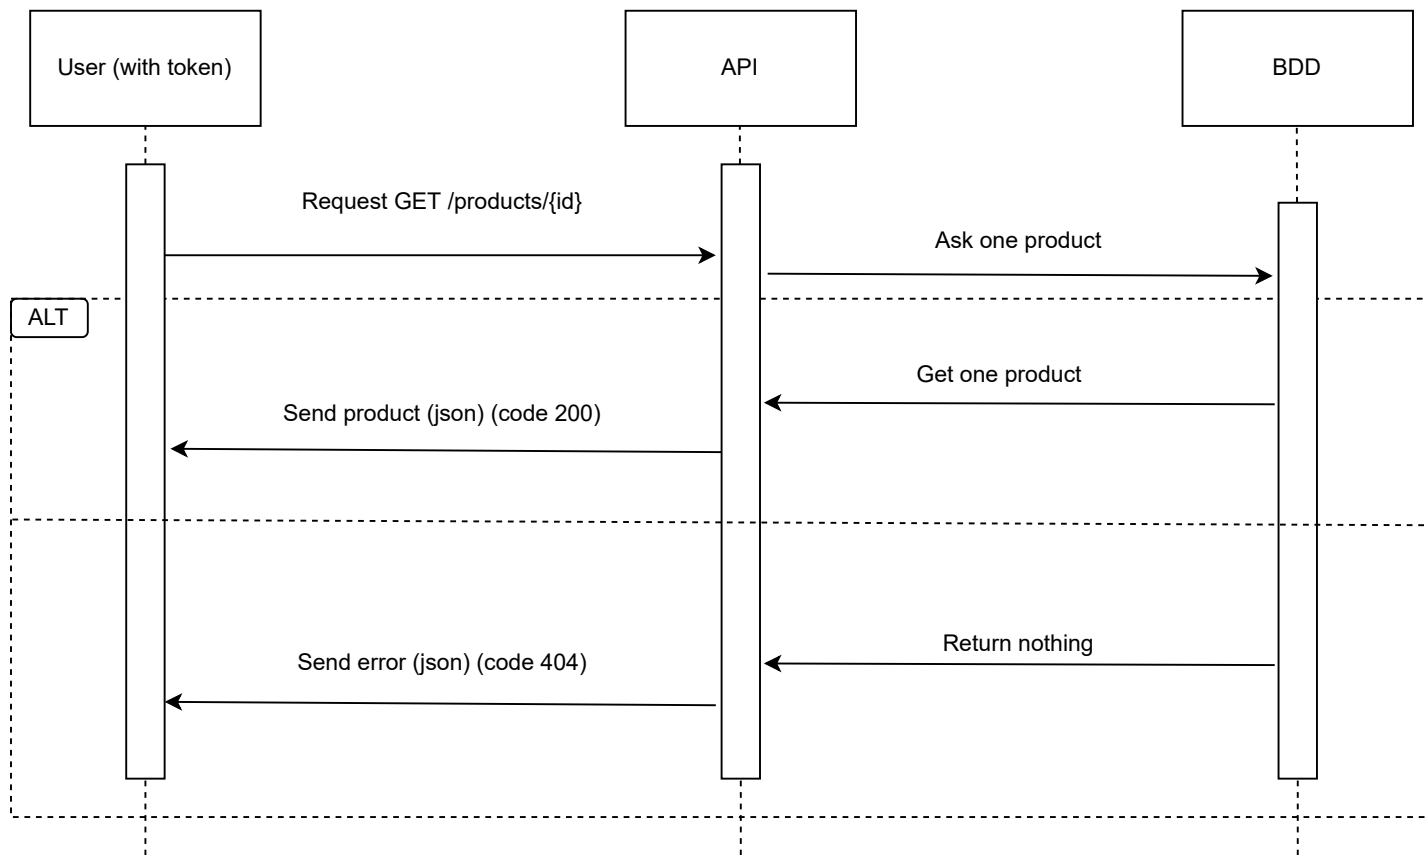 User (with token)
API
BDD
Request GET /products/{id}
Ask one product
ALT
Get one product
Send product (json) (code 200)
Return nothing
Send error (json) (code 404)